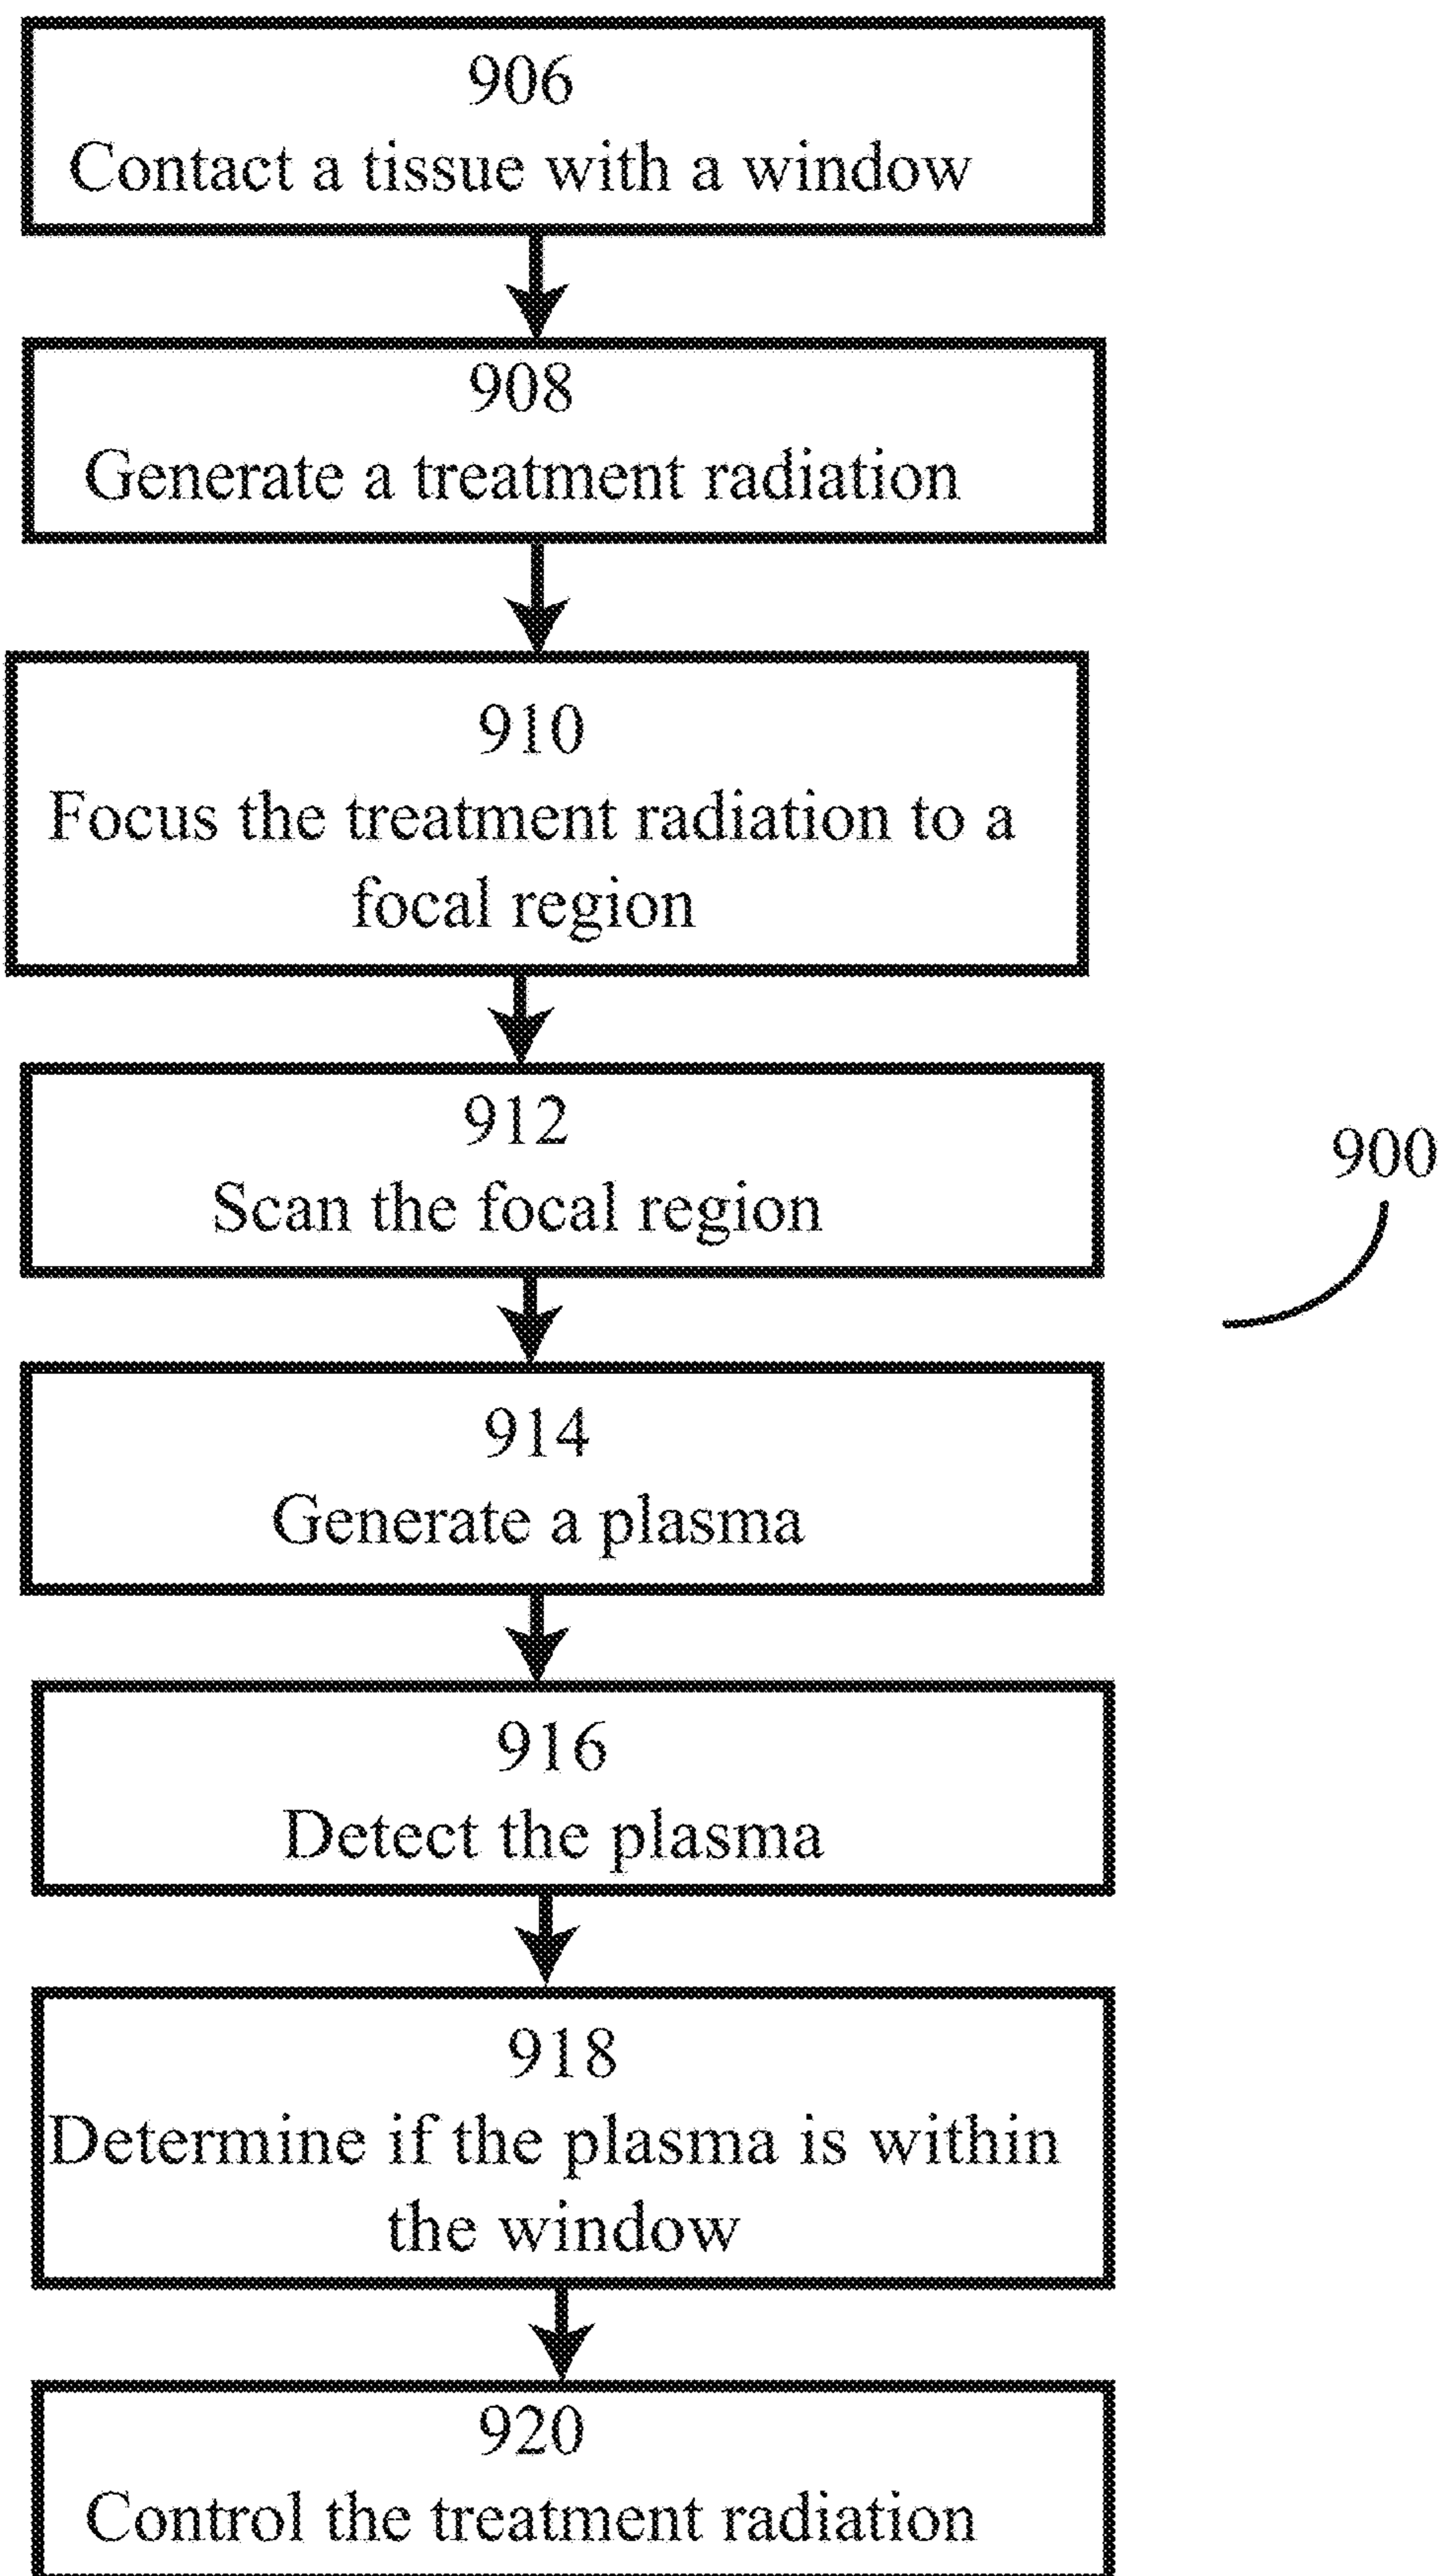 906
Contact a tissue with a window
908
Generate a treatment radiation
910
Focus the treatment radiation to a
focal region
912
Scan the focal region
900
914
Generate a plasma
916
Detect the plasma
918
Determine if the plasma is within
the window
920
Control the treatment radiation